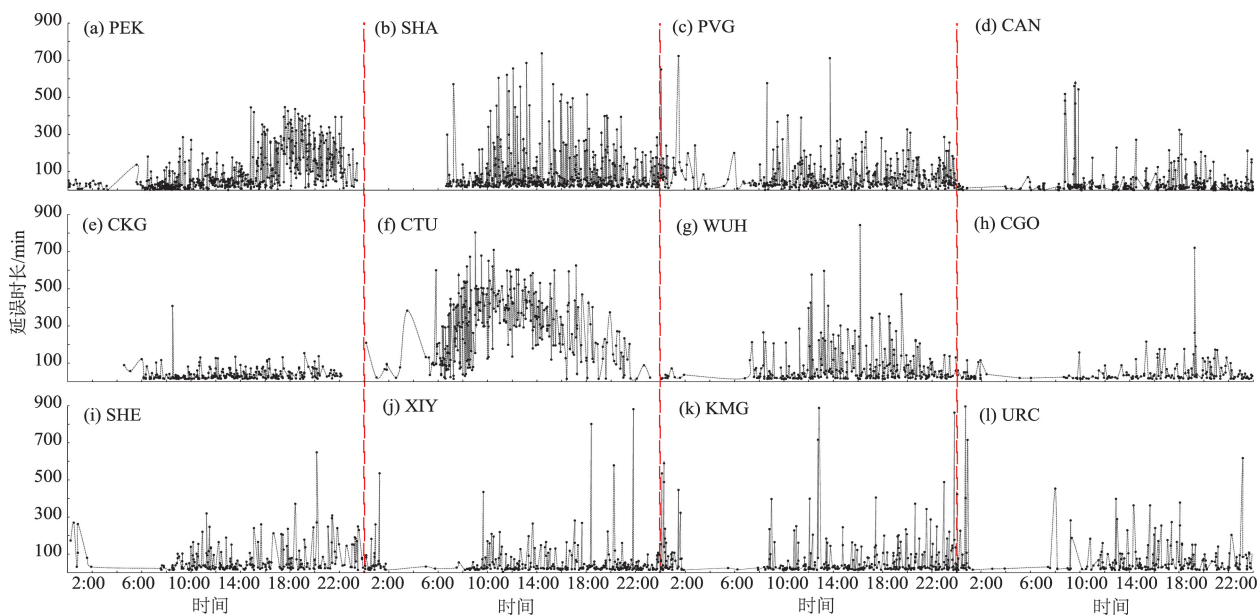 (a) PEK (b) SHA (c) PVG (d) CAN
900
700
500
300
100
(e) CKG (f) CTU (g) WUH (h) CGO
900
700
500
300
100
延误时长/min
(i) SHE (j) XIY (k) KMG (l) URC
900
700
500
300
100
2:00 6:00 10:00 14:00 18:00 22:00 2:00 6:00 10:00 14:00 18:00 22:00 2:00 6:00 10:00 14:00 18:00 22:00 2:00 6:00 10:00 14:00 18:00 22:00
时间 时间 时间 时间